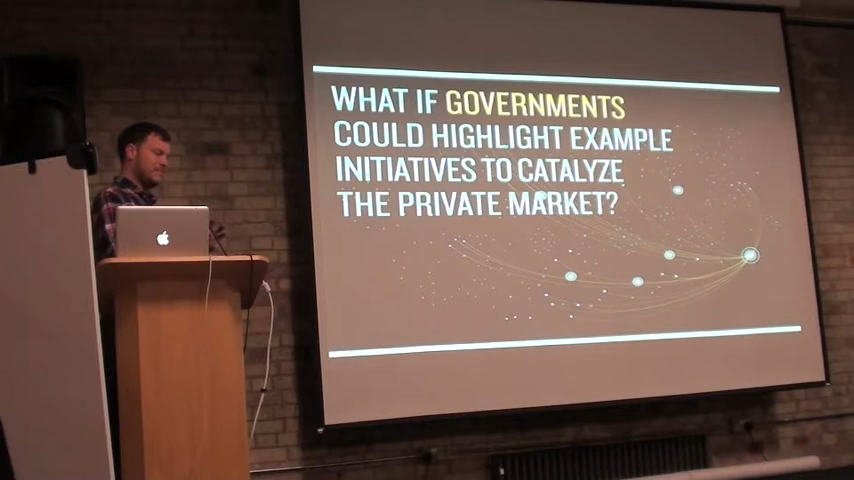 WHAT IF GOVERNMENTS
COULD HIGHLIGHT EXAMPLE
INITIATIVES TO CATALYZE
THE PRIVATE MARKET?